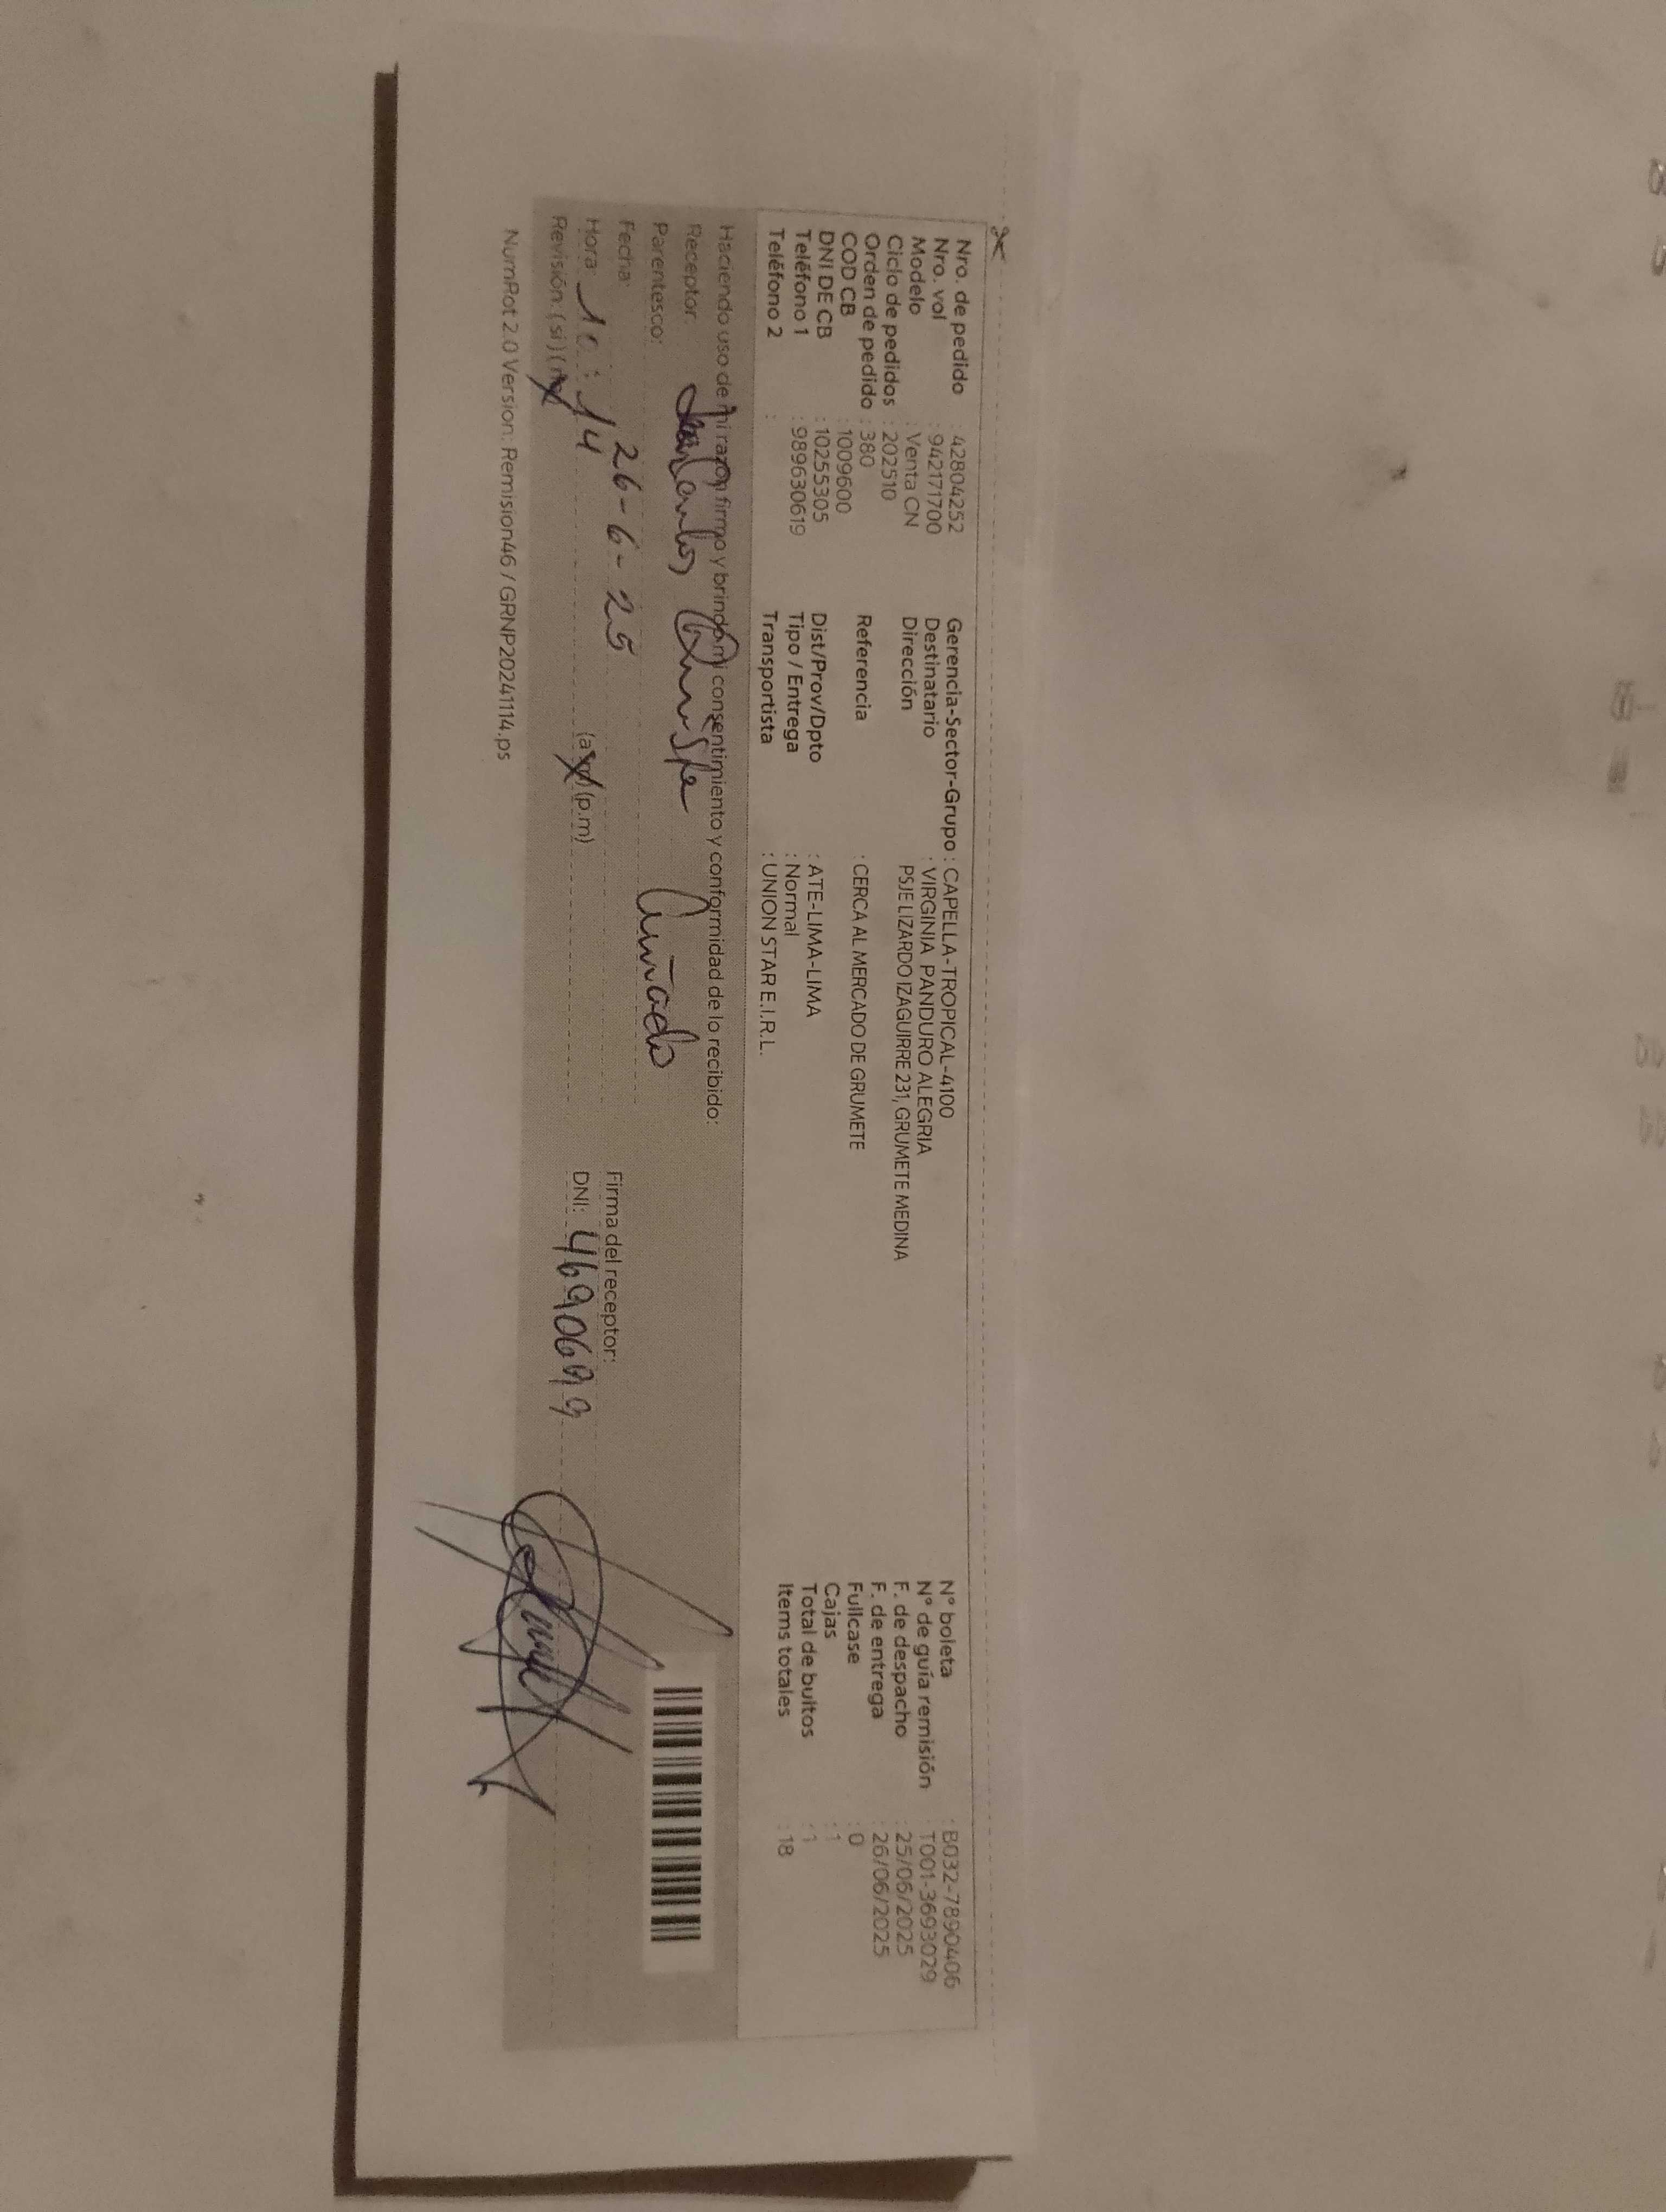 Nro. de pedido : 42804252
Nro. vol : 94217170​0
Modelo : Venta CN
Ciclo de pedidos : 202510
Orden de pedido : 380
COD CB : 1009600
DNI DE CB : 10255305
Teléfono 1 : 989630619
Teléfono 2 :
Gerencia-Sector-Grupo : CAPELLA-TROPICAL-4100
Destinatario : VIRGINIA PANDURO ALEGRIA
Dirección PSJE LIZARDO IZAGUIRRE 231, GRUMETE MEDINA
Referencia : CERCA AL MERCADO DE GRUMETE
Dist/Prov/Dpto : ATE-LIMA-LIMA
Tipo / Entrega : Normal
Transportista : UNION STAR E.I.R.L.
N° boleta : B032-7890406
N° de guía remisión : T001-3693029
F. de despacho : 25/06/2025
F. de entrega : 26/06/2025
Fullcase : 0
Cajas : 1
Total de bultos : 1
Items totales : 18
Haciendo uso de mi razón firmo y brindo mi consentimiento y conformidad de lo recibido:
Receptor: Quispe
Parentesco: Cuñado
Fecha: 26-6-25
Hora: 10:14 (a.m) (p.m)
Revisión: (si) (no)
Firma del receptor:
DNI: 46906999
NumRot 2.0 Version: Remision46 / GRNP20241114.ps